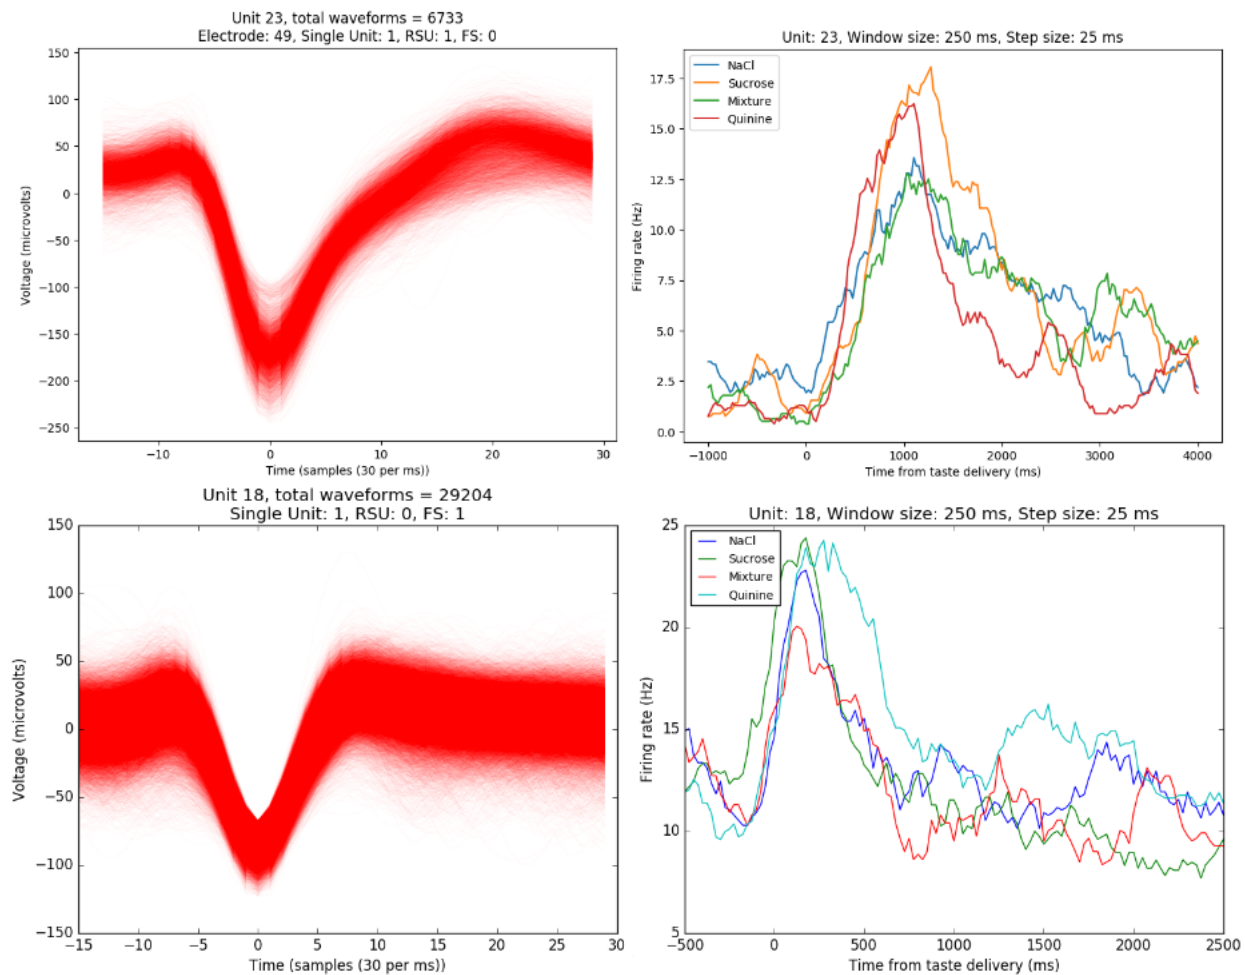 Unit 23, total waveforms = 6733
Electrode: 49, Single Unit: 1, RSU: 1, FS: 0
150
100
50
0
−50
−100
−150
−200
−250
Voltage (microvolts)
−10
0
10
20
30
Time (samples (30 per ms))
Unit: 23, Window size: 250 ms, Step size: 25 ms
NaCl
Sucrose
Mixture
Quinine
17.5
15.0
12.5
10.0
7.5
5.0
2.5
0.0
Firing rate (Hz)
−1000
0
1000
2000
3000
4000
Time from taste delivery (ms)
Unit 18, total waveforms = 29204
Single Unit: 1, RSU: 0, FS: 1
150
100
50
0
−50
−100
−150
Voltage (microvolts)
−15
−10
−5
0
5
10
15
20
25
30
Time (samples (30 per ms))
Unit: 18, Window size: 250 ms, Step size: 25 ms
NaCl
Sucrose
Mixture
Quinine
25
20
15
10
5
Firing rate (Hz)
−500
0
500
1000
1500
2000
2500
Time from taste delivery (ms)